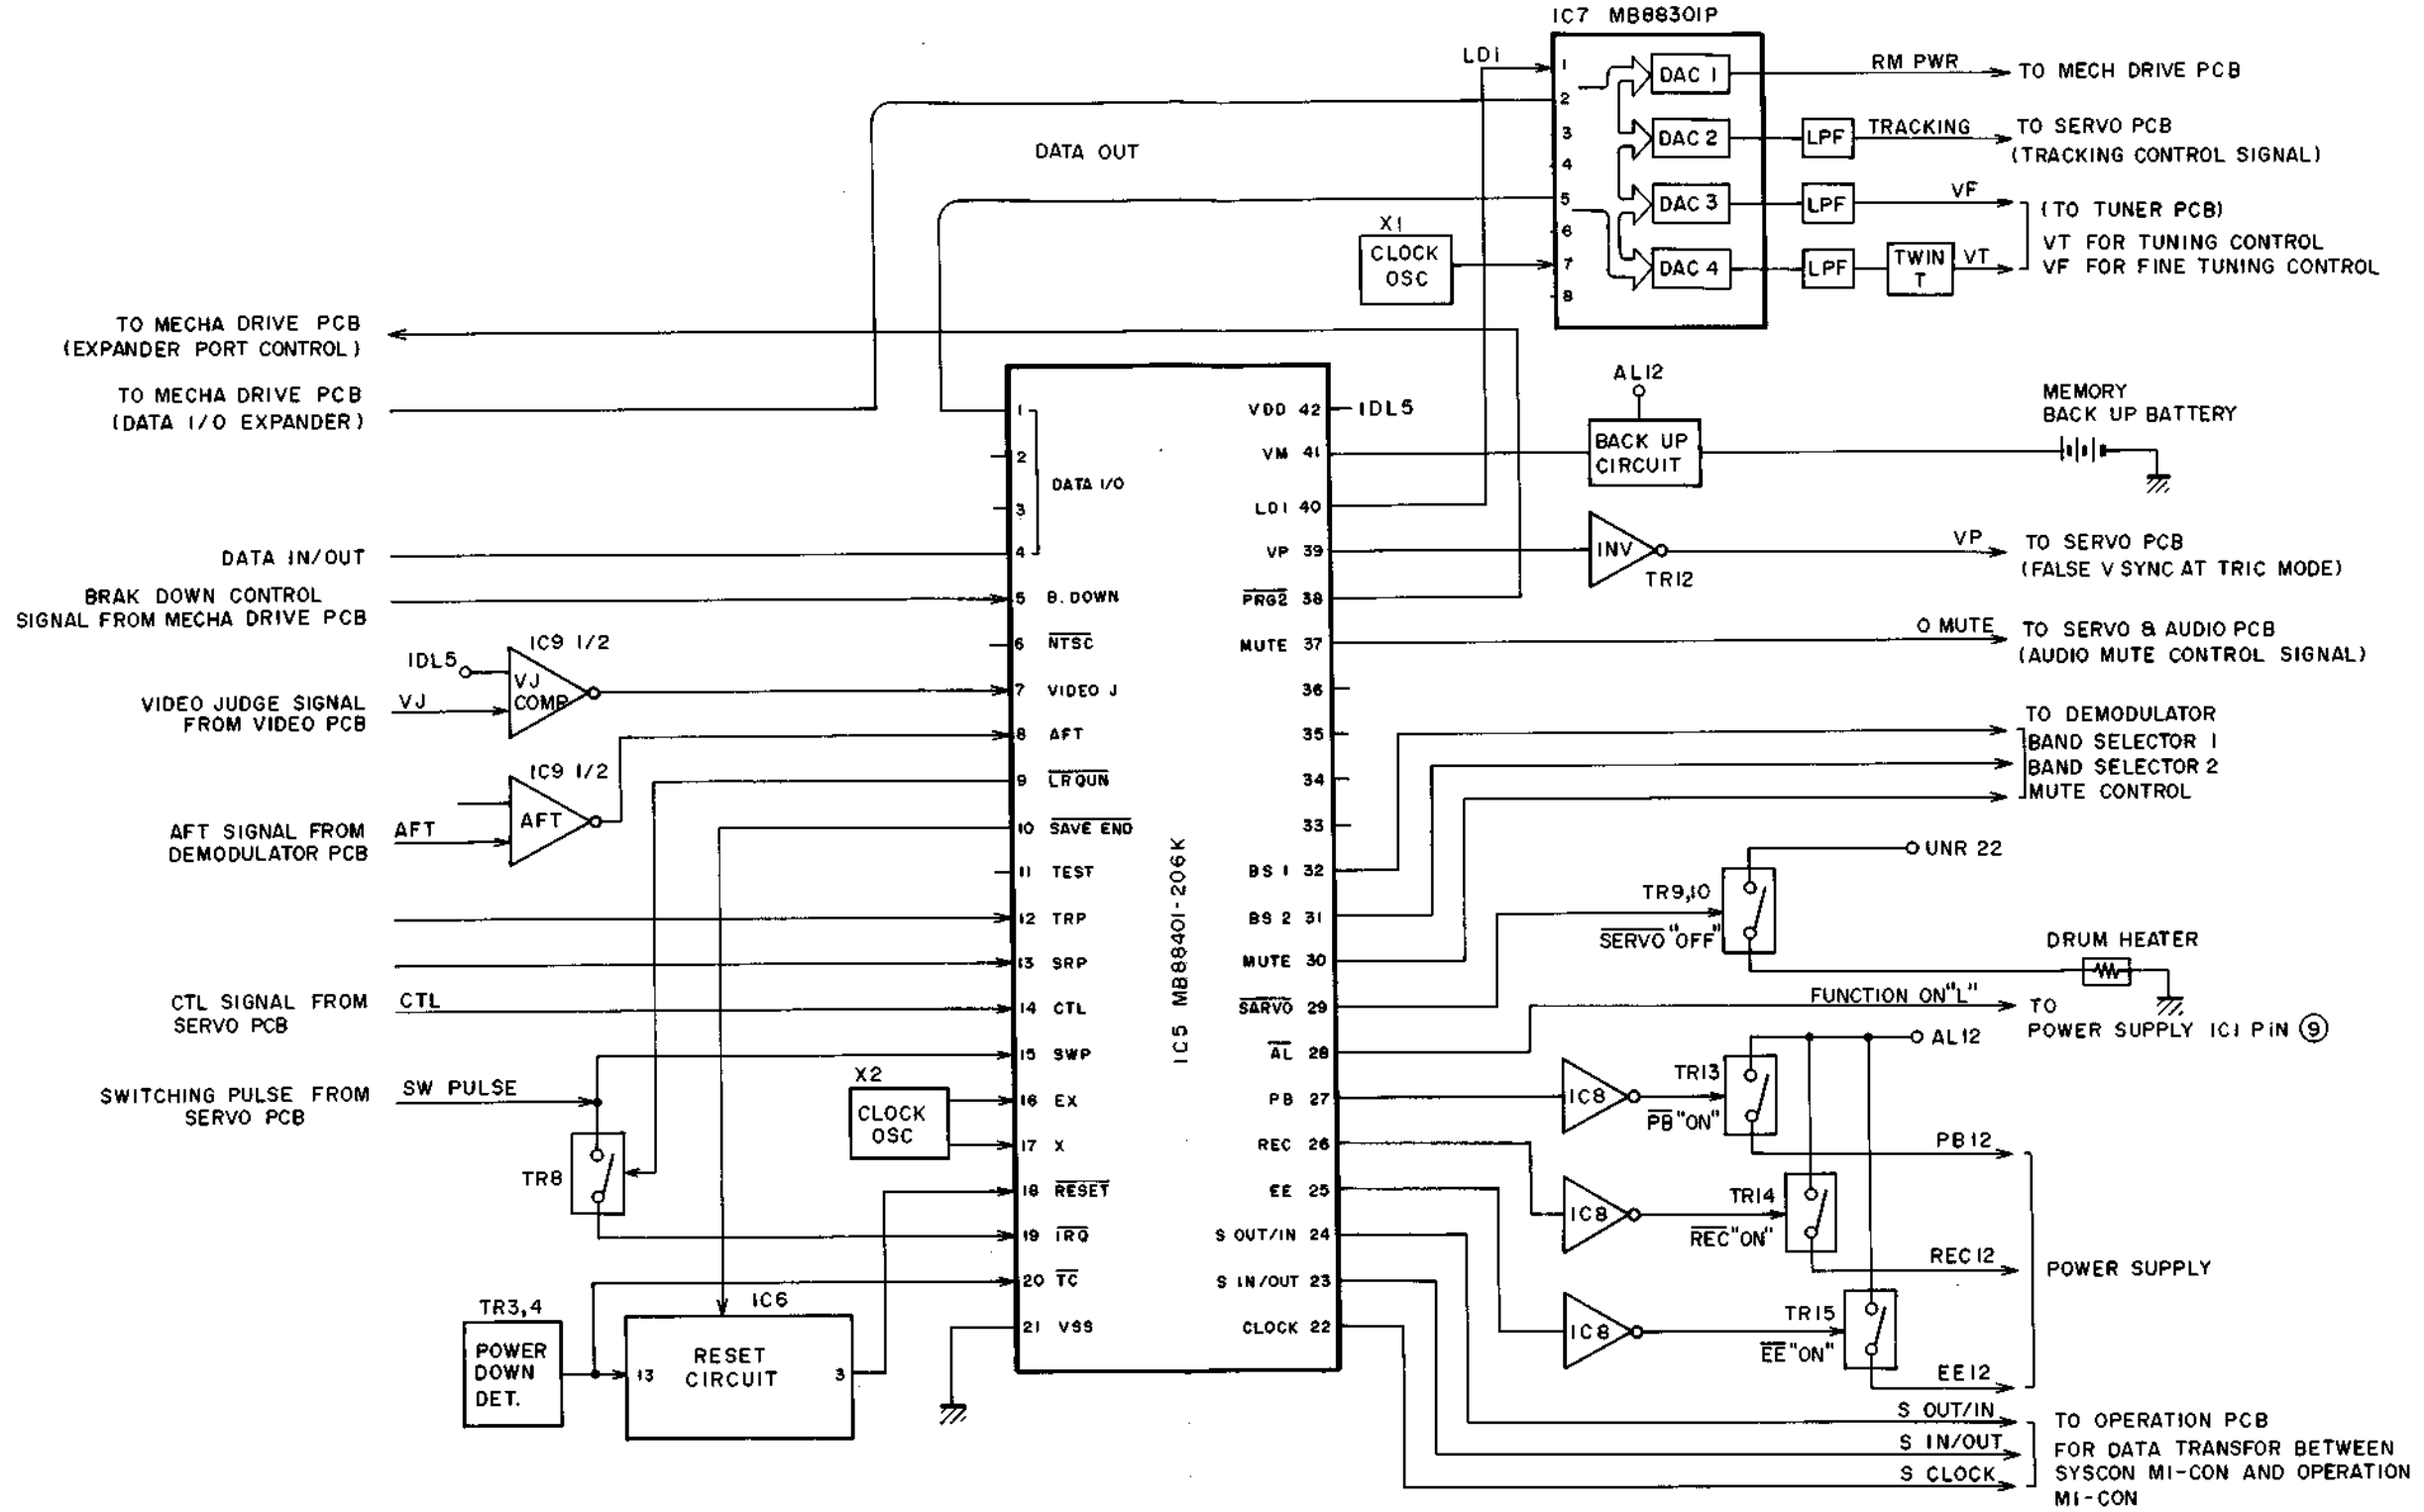 IC7 MB88301P
LD1
1
2
3
4
5
6
7
8
DAC 1
DAC 2
DAC 3
DAC 4
RM PWR
TO MECH DRIVE PCB
LPF
TRACKING
TO SERVO PCB
(TRACKING CONTROL SIGNAL)
LPF
VF
(TO TUNER PCB)
VT FOR TUNING CONTROL
VF FOR FINE TUNING CONTROL
LPF
TWIN
T
VT
DATA OUT
X1
CLOCK
OSC
TO MECHA DRIVE PCB
(EXPANDER PORT CONTROL)
TO MECHA DRIVE PCB
(DATA I/O EXPANDER)
DATA IN/OUT
BRAK DOWN CONTROL
SIGNAL FROM MECHA DRIVE PCB
IC9 1/2
IDL5
VJ
COMP
VIDEO JUDGE SIGNAL
FROM VIDEO PCB
VJ
IC9 1/2
AFT
AFT SIGNAL FROM
DEMODULATOR PCB
AFT
CTL SIGNAL FROM
SERVO PCB
CTL
SWITCHING PULSE FROM
SERVO PCB
SW PULSE
TR8
X2
CLOCK
OSC
TR3,4
POWER
DOWN
DET.
IC6
13
RESET
CIRCUIT
3
IC5 MB88401-206K
1
2
3
4
DATA I/O
5 B. DOWN
6 NTSC
7 VIDEO J
8 AFT
9 LRQUN
10 SAVE END
11 TEST
12 TRP
13 SRP
14 CTL
15 SWP
16 EX
17 X
18 RESET
19 IRQ
20 TC
21 VSS
VDD 42
VM 41
LD1 40
VP 39
PRG2 38
MUTE 37
36
35
34
33
BS 1 32
BS 2 31
MUTE 30
SARVO 29
AL 28
PB 27
REC 26
EE 25
S OUT/IN 24
S IN/OUT 23
CLOCK 22
IDL5
AL12
BACK UP
CIRCUIT
MEMORY
BACK UP BATTERY
INV
TR12
VP
TO SERVO PCB
(FALSE V SYNC AT TRIC MODE)
O MUTE
TO SERVO & AUDIO PCB
(AUDIO MUTE CONTROL SIGNAL)
TO DEMODULATOR
BAND SELECTOR 1
BAND SELECTOR 2
MUTE CONTROL
UNR 22
TR9,10
SERVO "OFF"
DRUM HEATER
FUNCTION ON "L"
TO
POWER SUPPLY IC1 PiN 9
AL12
IC8
TR13
PB "ON"
PB12
IC8
TR14
REC "ON"
REC12
POWER SUPPLY
IC8
TR15
EE "ON"
EE12
S OUT/IN
S IN/OUT
S CLOCK
TO OPERATION PCB
FOR DATA TRANSFOR BETWEEN
SYSCON MI-CON AND OPERATION
MI-CON